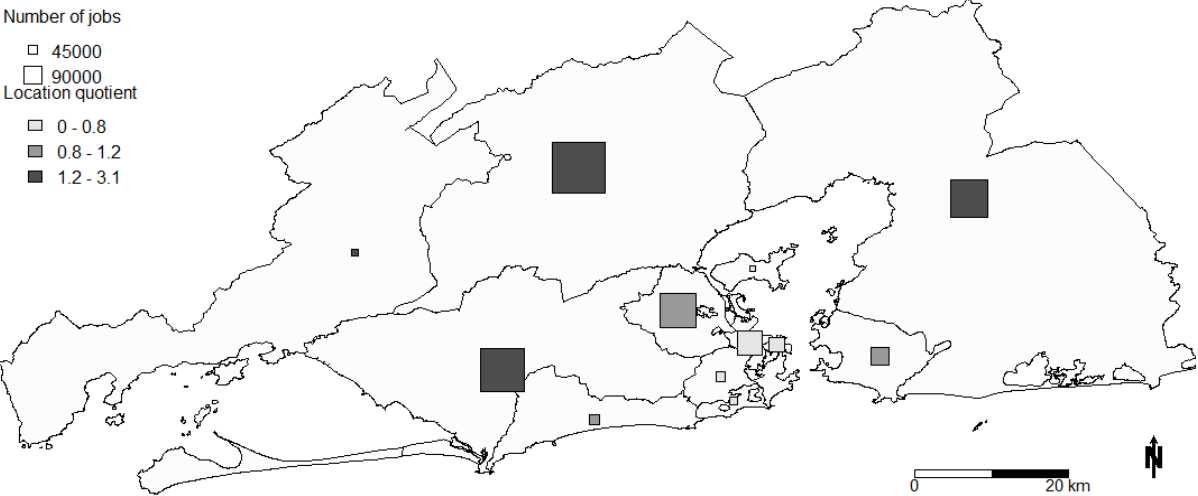 Number of jobs
45000
90000
Location quotient
0 - 0.8
0.8 - 1.2
1.2 - 3.1
N
0 20 km